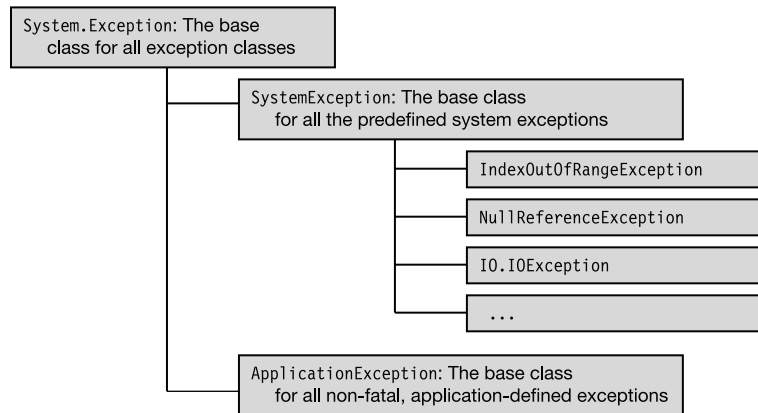 System.Exception: The base
class for all exception classes
SystemException: The base class
for all the predefined system exceptions
IndexOutOfRangeException
NullReferenceException
IO.IOException
...
ApplicationException: The base class
for all non-fatal, application-defined exceptions